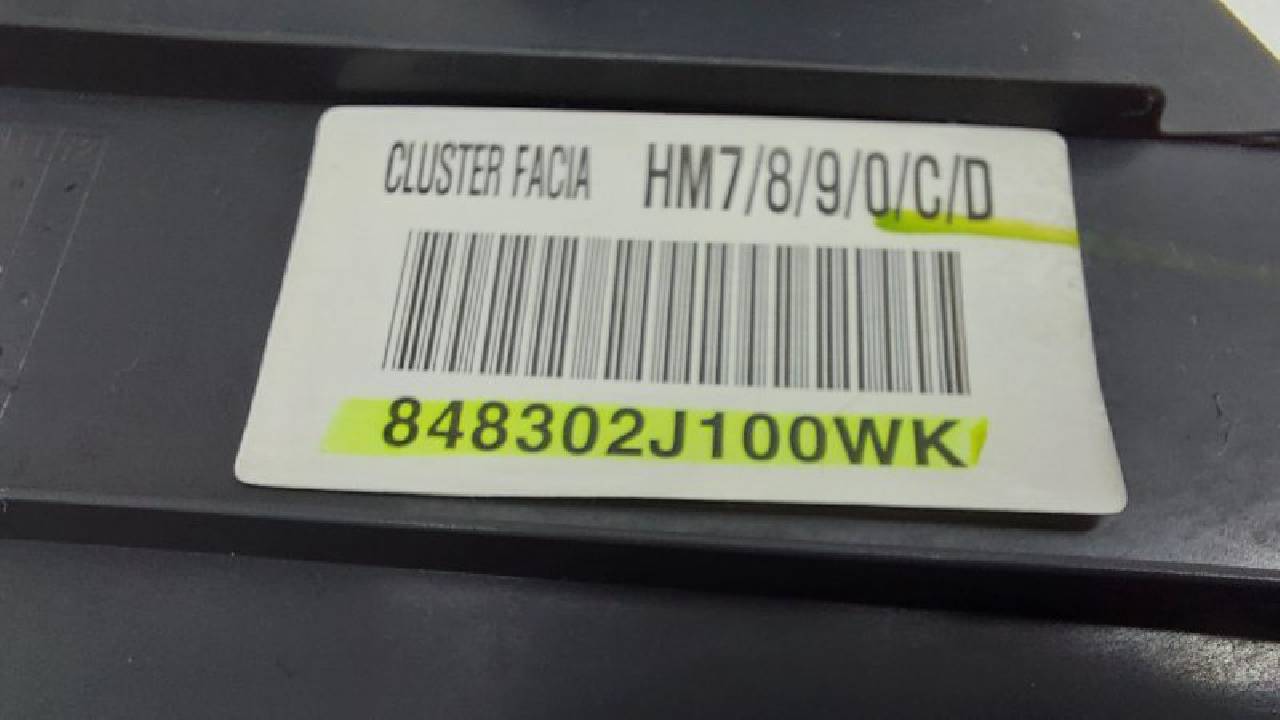 CLUSTER FACIA HM7/8/9/0/C/D
848302J100WK